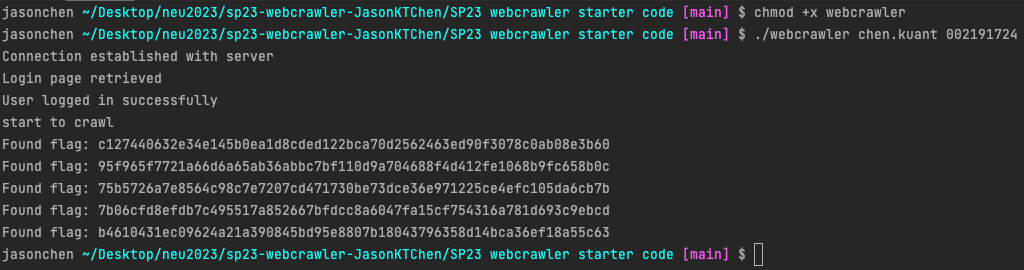 jasonchen ~/Desktop/neu2023/sp23-webcrawler-JasonKTChen/SP23 webcrawler starter code [main] $ chmod +x webcrawler
jasonchen ~/Desktop/neu2023/sp23-webcrawler-JasonKTChen/SP23 webcrawler starter code [main] $ ./webcrawler chen.kuant 002191724
Connection established with server
Login page retrieved
User logged in successfully
start to crawl
Found flag: c127440632e34e145b0ea1d8cded122bca70d2562463ed90f3078c0ab08e3b60
Found flag: 95f965f7721a66d6a65ab36abbc7bf110d9a704688f4d412fe1068b9fc658b0c
Found flag: 75b5726a7e8564c98c7e7207cd471730be73dce36e971225ce4efc105da6cb7b
Found flag: 7b06cfd8efdb7c495517a852667bfdcc8a6047fa15cf754316a781d693c9ebcd
Found flag: b4610431ec09624a21a390845bd95e8807b18043796358d14bca36ef18a55c63
jasonchen ~/Desktop/neu2023/sp23-webcrawler-JasonKTChen/SP23 webcrawler starter code [main] $